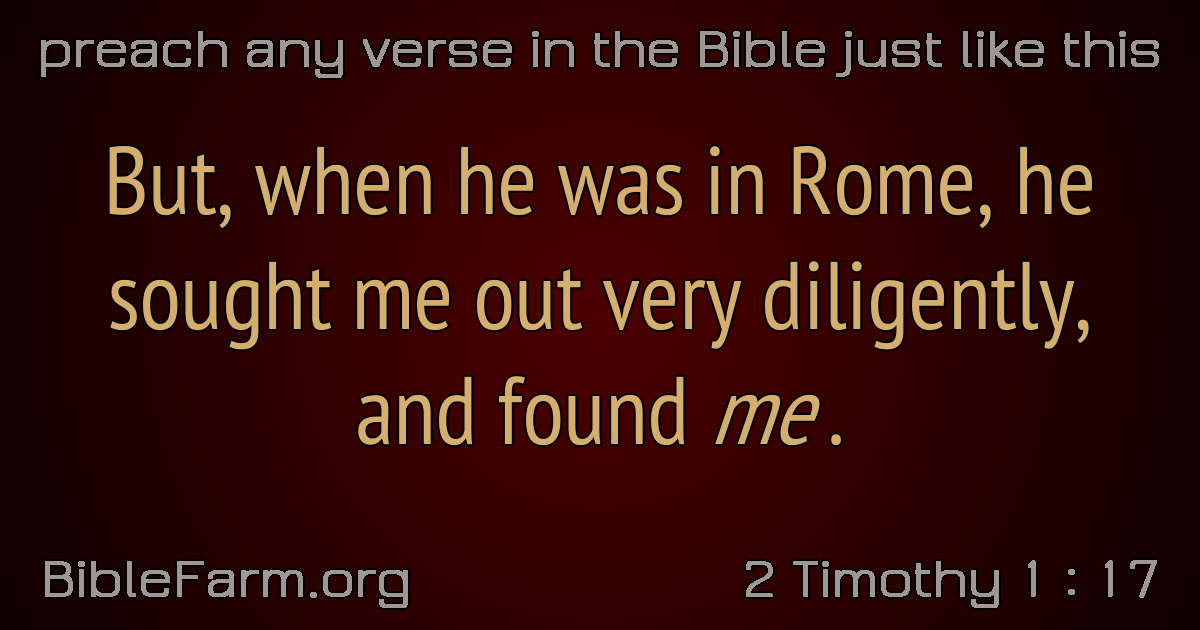 preach any verse in the Bible just like this
But, when he was in Rome, he
sought me out very diligently,
and found me.
BibleFarm.org
2 Timothy 1 : 17